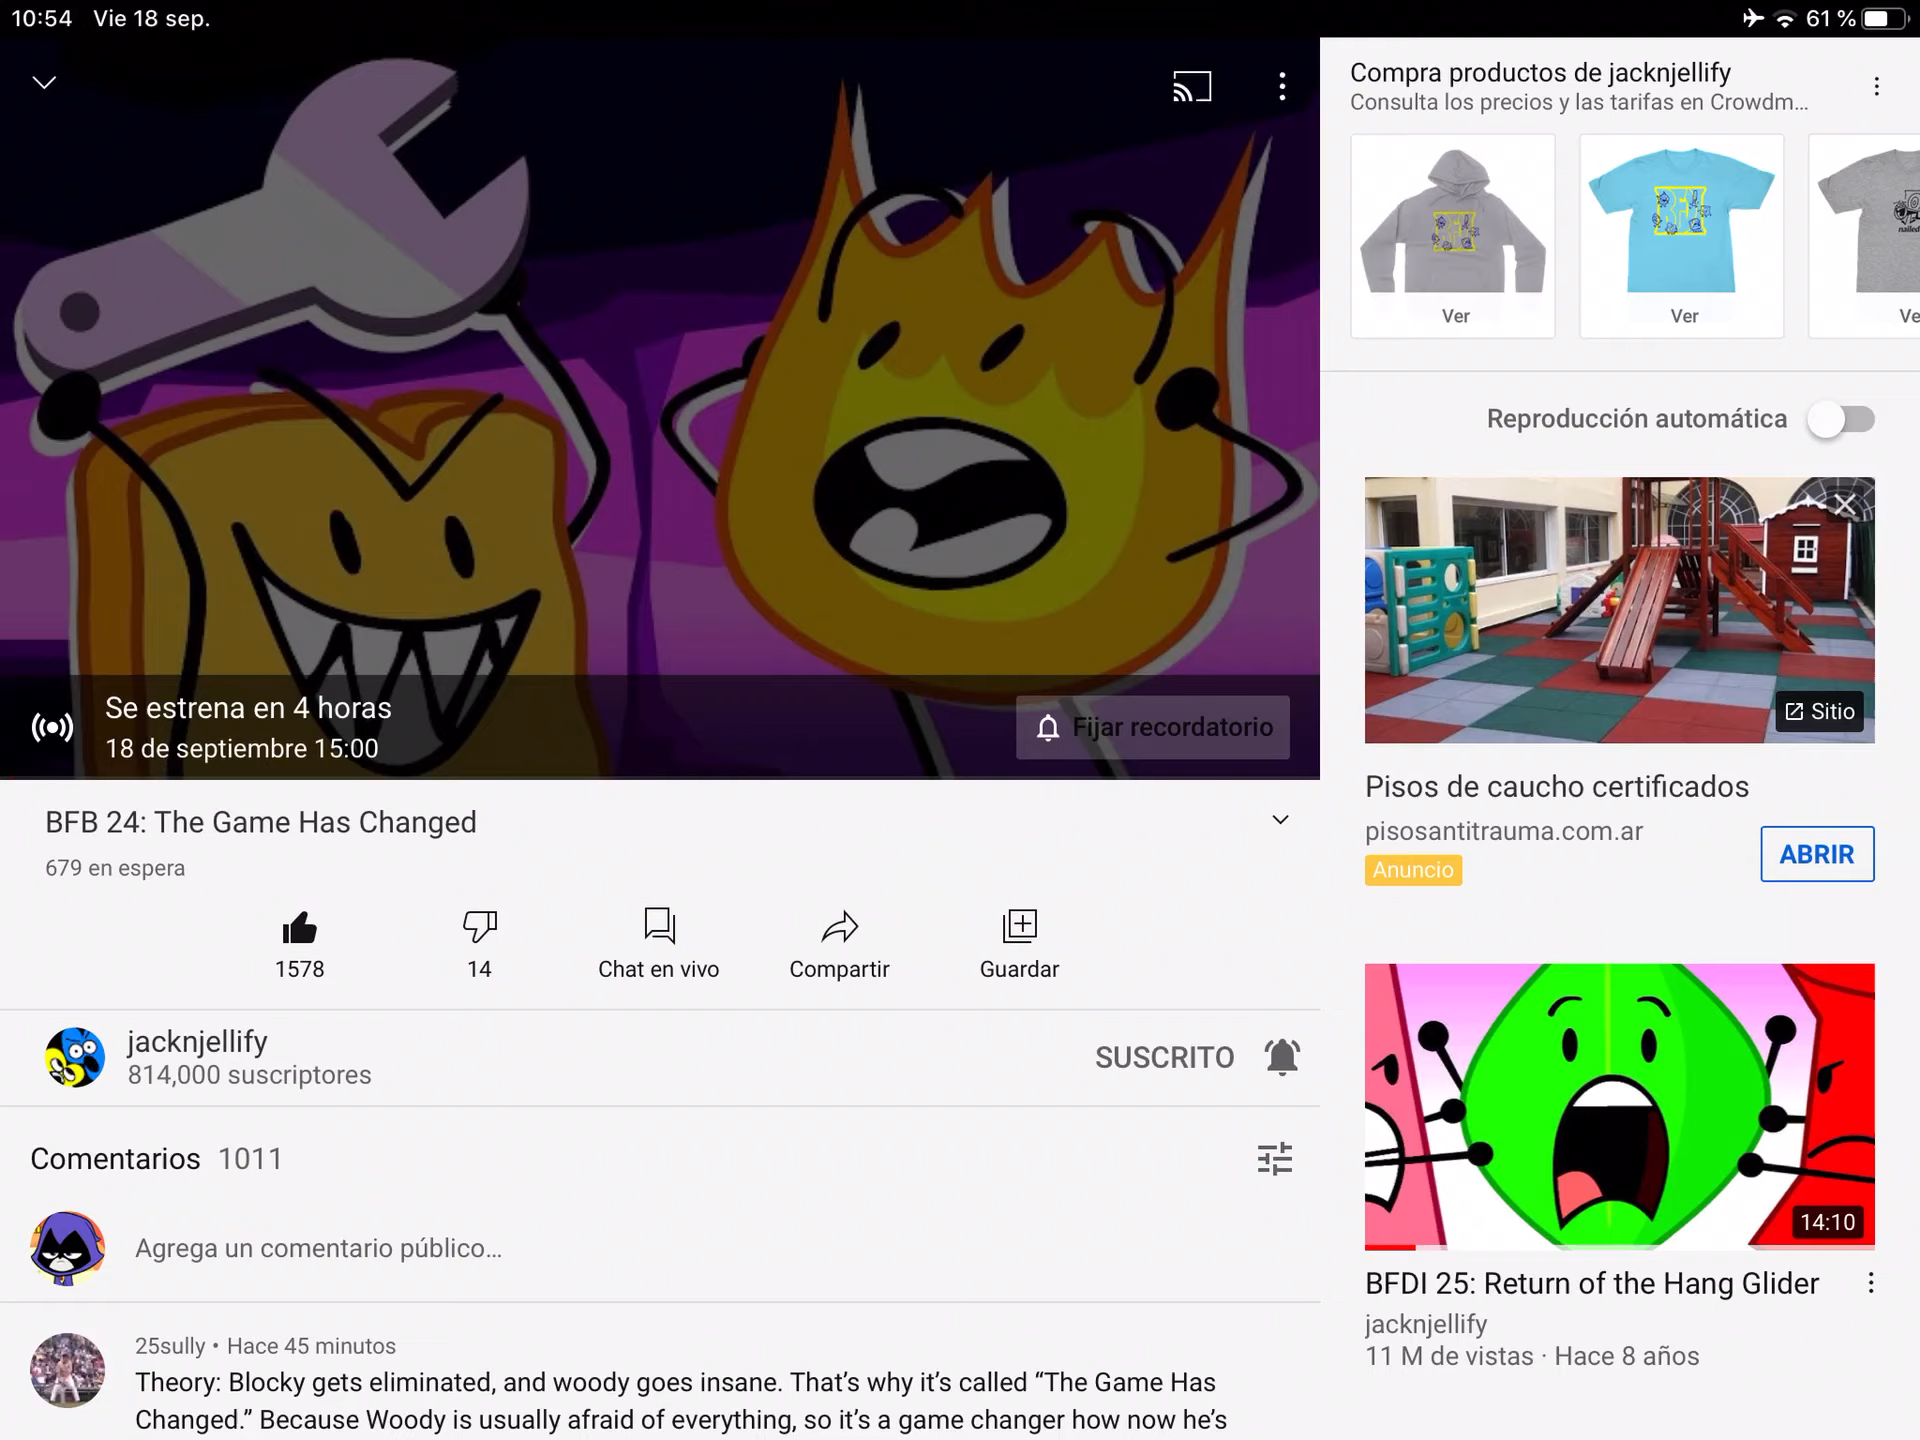 10:54 Vie 18 sep.
61 %
Compra productos de jacknjellify
Consulta los precios y las tarifas en Crowdm...
Ver
Ver
Ve
nailed
Reproducción automática
Sitio
Se estrena en 4 horas
18 de septiembre 15:00
Fijar recordatorio
Pisos de caucho certificados
pisosantitrauma.com.ar
Anuncio
ABRIR
BFB 24: The Game Has Changed
679 en espera
1578
14
Chat en vivo
Compartir
Guardar
jacknjellify
814,000 suscriptores
SUSCRITO
Comentarios 1011
Agrega un comentario público...
14:10
BFDI 25: Return of the Hang Glider
jacknjellify
11 M de vistas · Hace 8 años
25sully • Hace 45 minutos
Theory: Blocky gets eliminated, and woody goes insane. That’s why it’s called “The Game Has
Changed.” Because Woody is usually afraid of everything, so it’s a game changer how now he’s